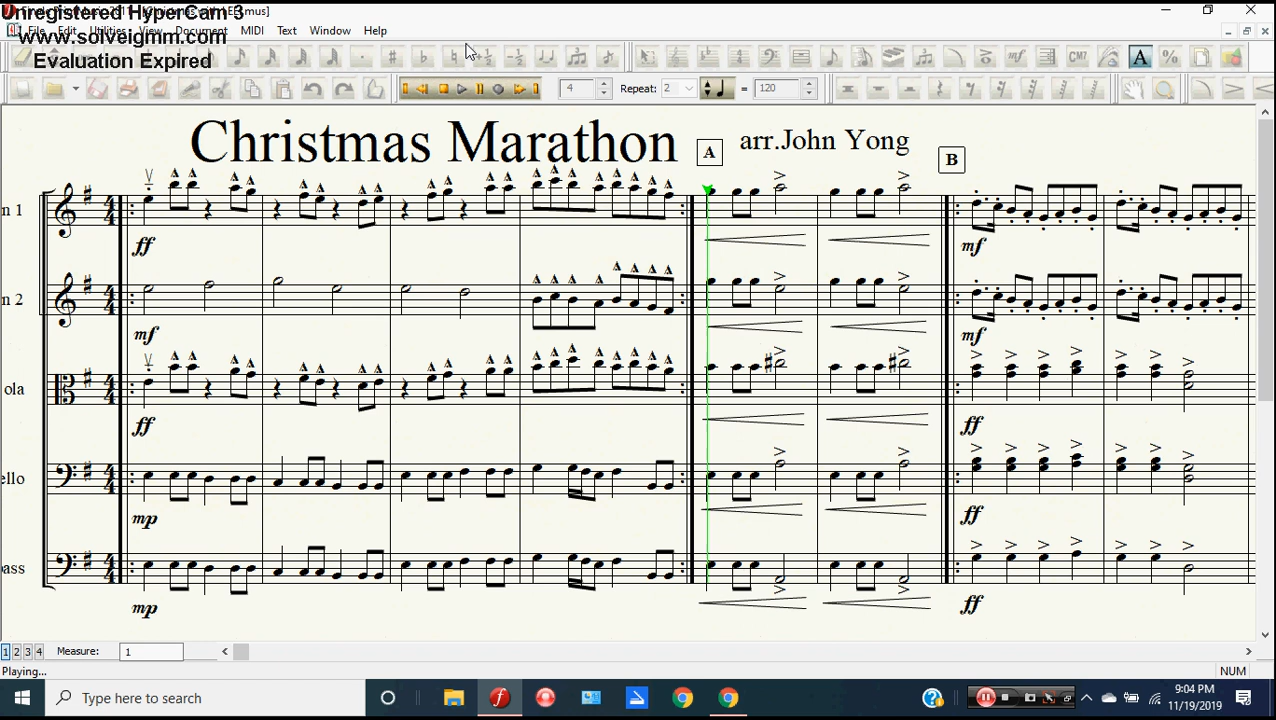 Unregistered HyperCam 3
www.solveigmm.com
Evaluation Expired
mus]
File Edit Utilities View Document MIDI Text Window Help
CM7 A %
4 Repeat: 2 = 120
Christmas Marathon
A
arr.John Yong
B
n 1
ff
mf
n 2
mf
mf
ola
ff
ff
ello
mp
ff
ass
mp
ff
1 2 3 4 Measure: 1
Playing...
NUM
Type here to search
9:04 PM
11/19/2019